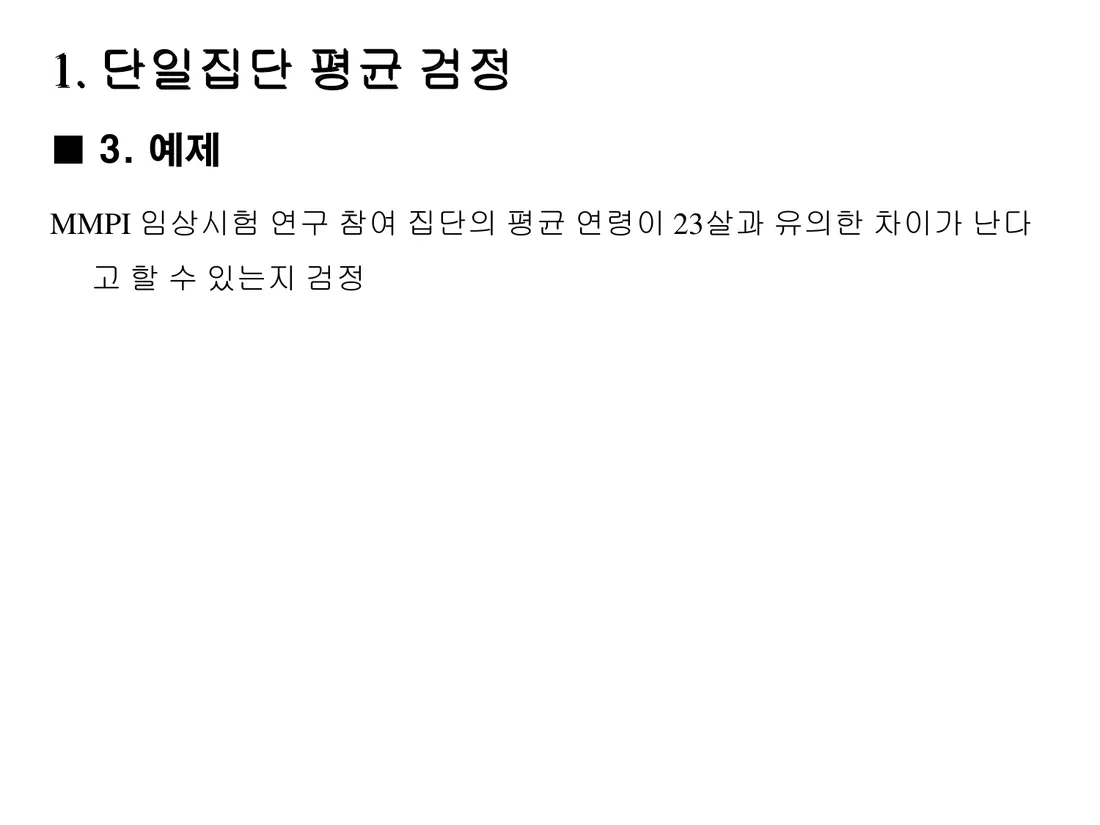 1. 단일집단 평균 검정
■ 3. 예제
MMPI 임상시험 연구 참여 집단의 평균 연령이 23살과 유의한 차이가 난다
고 할 수 있는지 검정